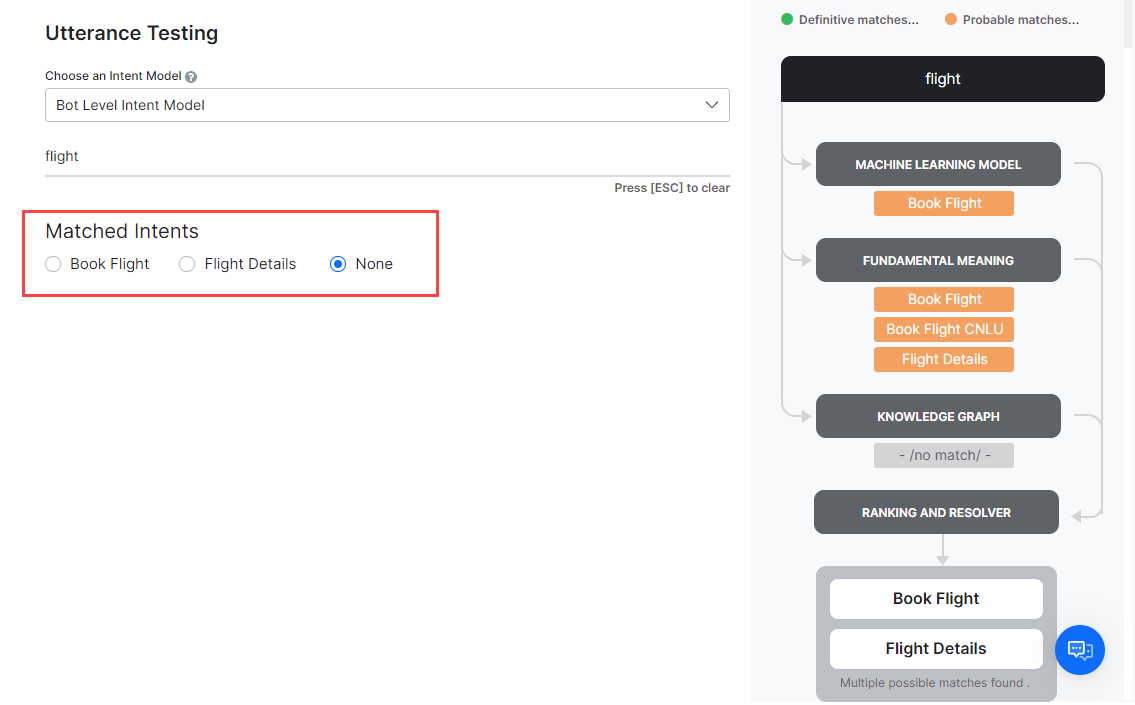 Utterance Testing
Choose an Intent Model ?
Bot Level Intent Model
flight
Press [ESC] to clear
Matched Intents
Book Flight Flight Details None
Definitive matches... Probable matches...
flight
MACHINE LEARNING MODEL
Book Flight
FUNDAMENTAL MEANING
Book Flight
Book Flight CNLU
Flight Details
KNOWLEDGE GRAPH
- /no match/ -
RANKING AND RESOLVER
Book Flight
Flight Details
Multiple possible matches found .